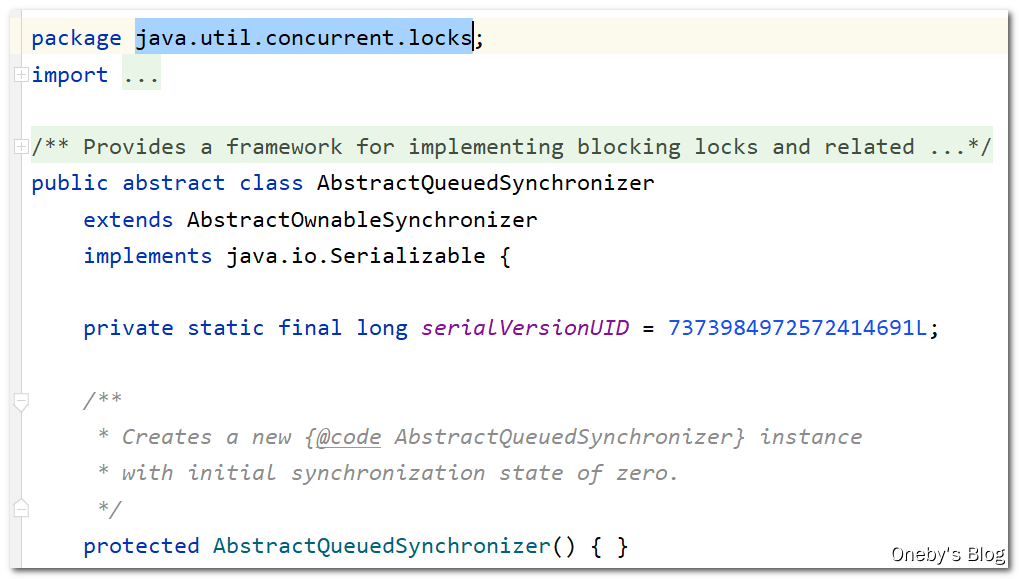 package java.util.concurrent.locks;
import ...
/** Provides a framework for implementing blocking locks and related ...*/
public abstract class AbstractQueuedSynchronizer
    extends AbstractOwnableSynchronizer
    implements java.io.Serializable {
    private static final long serialVersionUID = 7373984972572414691L;
    /**
     * Creates a new {@code AbstractQueuedSynchronizer} instance
     * with initial synchronization state of zero.
     */
    protected AbstractQueuedSynchronizer() { }
Oneby's Blog